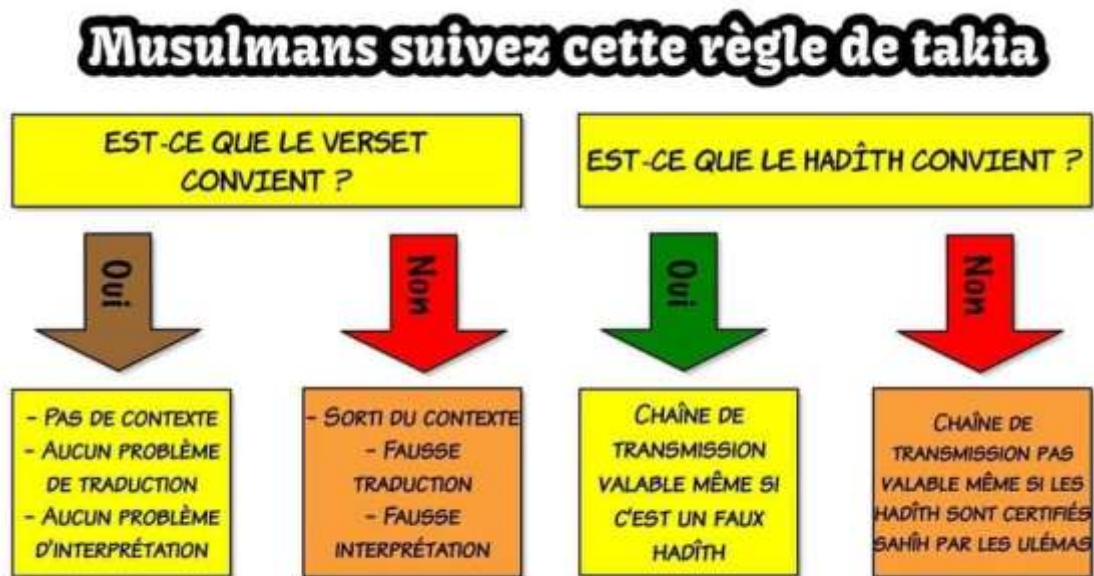 Musulmans suivez cette règle de takia
EST-CE QUE LE VERSET
CONVIENT ?
EST-CE QUE LE HADÎTH CONVIENT ?
Oui
Non
Oui
Non
- PAS DE CONTEXTE
- AUCUN PROBLÈME
DE TRADUCTION
- AUCUN PROBLÈME
D'INTERPRÉTATION
- SORTI DU CONTEXTE
- FAUSSE
TRADUCTION
- FAUSSE
INTERPRÉTATION
CHAÎNE DE
TRANSMISSION
VALABLE MÊME SI
C'EST UN FAUX
HADÎTH
CHAÎNE DE
TRANSMISSION PAS
VALABLE MÊME SI LES
HADÎTH SONT CERTIFIÉS
SAHÎH PAR LES ULÉMAS